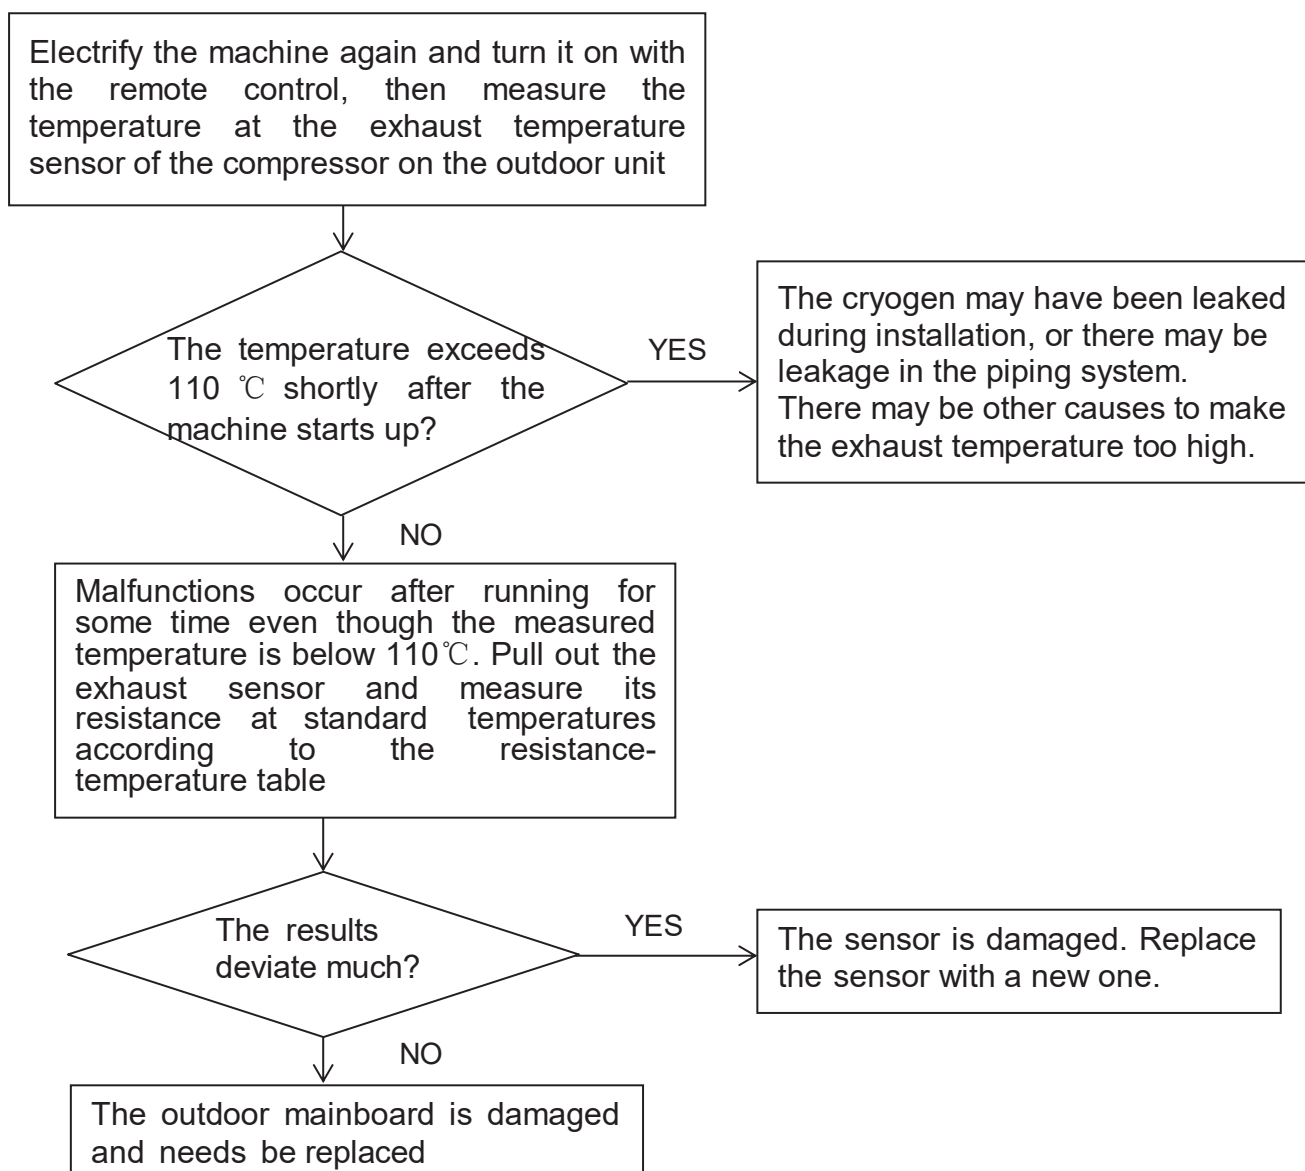 Electrify the machine again and turn it on with
the remote control, then measure the
temperature at the exhaust temperature
sensor of the compressor on the outdoor unit
The temperature exceeds
110 ℃ shortly after the
machine starts up?
YES
The cryogen may have been leaked
during installation, or there may be
leakage in the piping system.
There may be other causes to make
the exhaust temperature too high.
NO
Malfunctions occur after running for
some time even though the measured
temperature is below 110℃. Pull out the
exhaust sensor and measure its
resistance at standard temperatures
according to the resistance-
temperature table
The results
deviate much?
YES
The sensor is damaged. Replace
the sensor with a new one.
NO
The outdoor mainboard is damaged
and needs be replaced